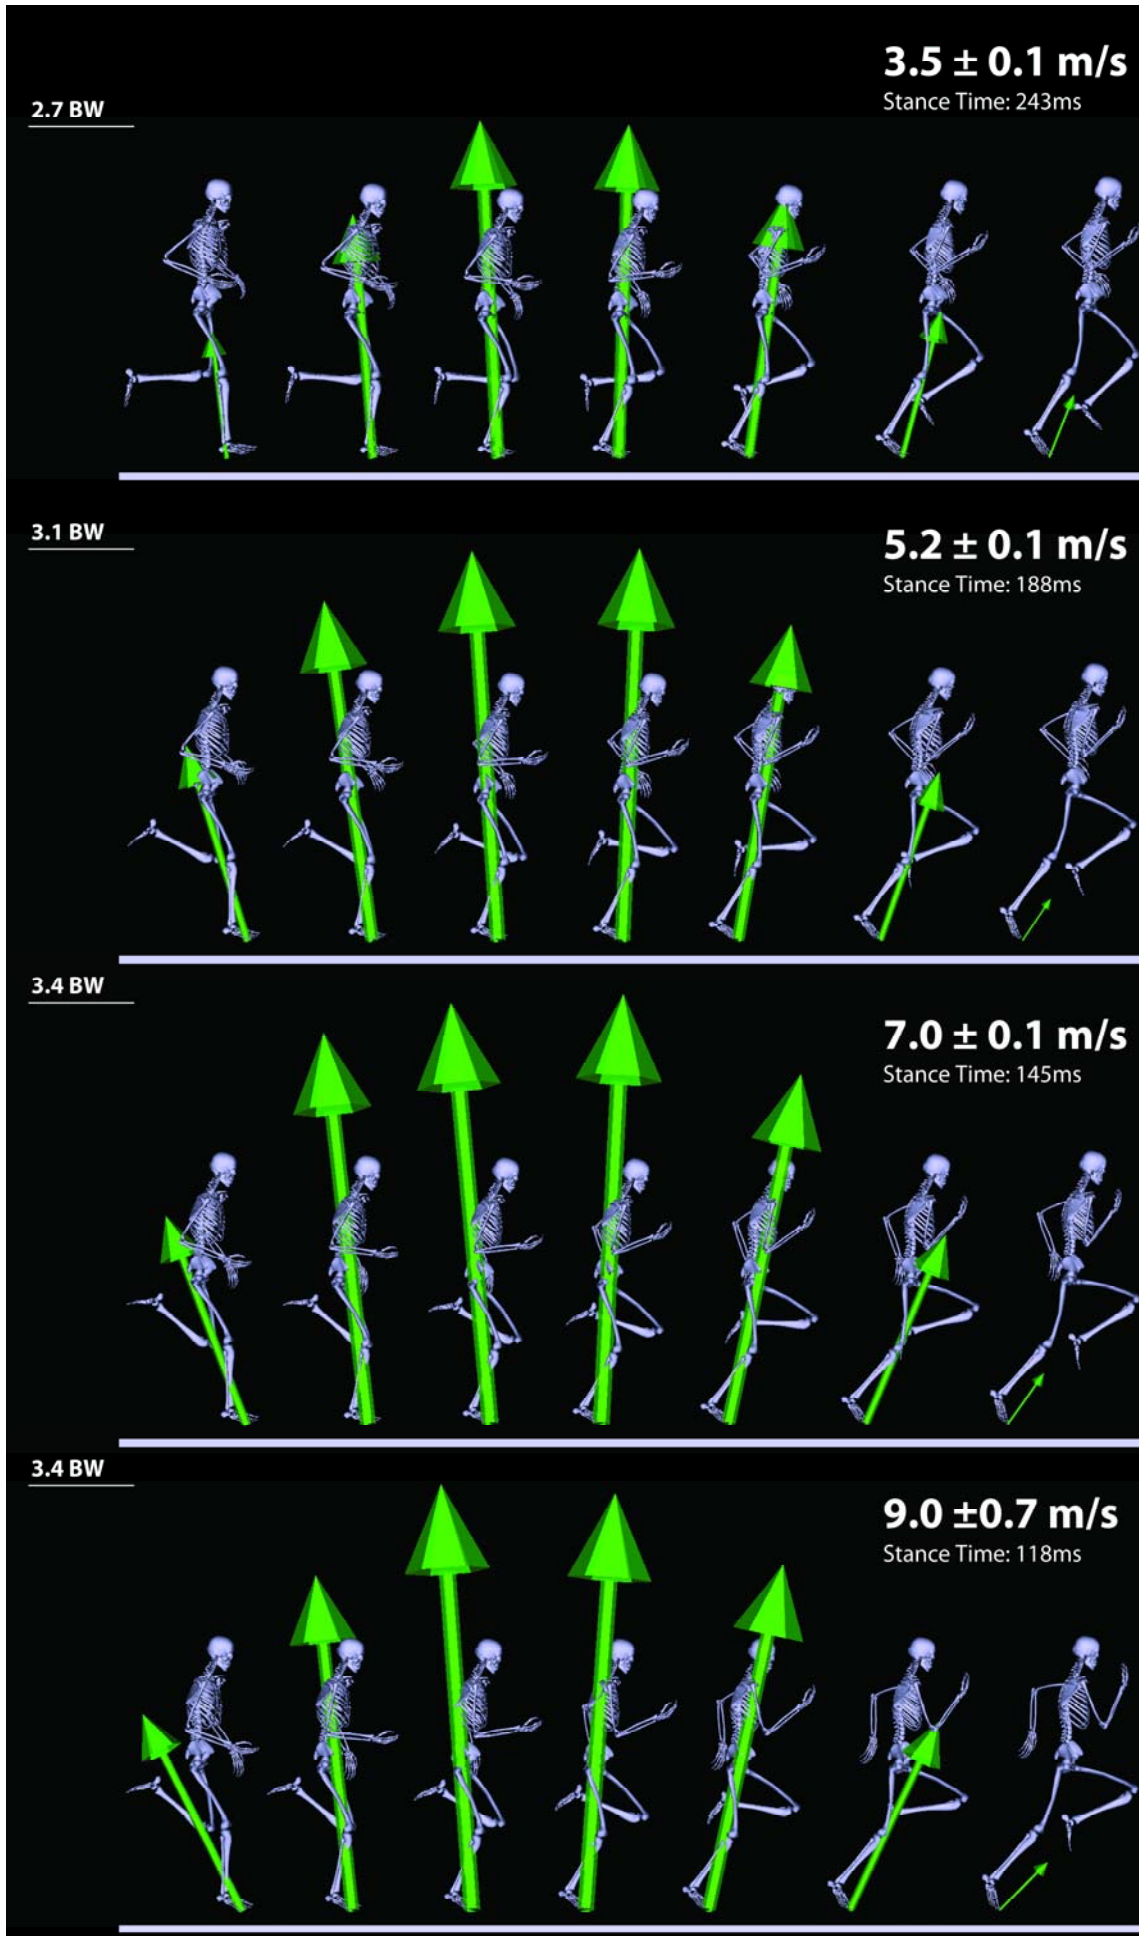 3.5 ± 0.1 m/s
Stance Time: 243ms
2.7 BW
3.1 BW
5.2 ± 0.1 m/s
Stance Time: 188ms
3.4 BW
7.0 ± 0.1 m/s
Stance Time: 145ms
3.4 BW
9.0 ±0.7 m/s
Stance Time: 118ms